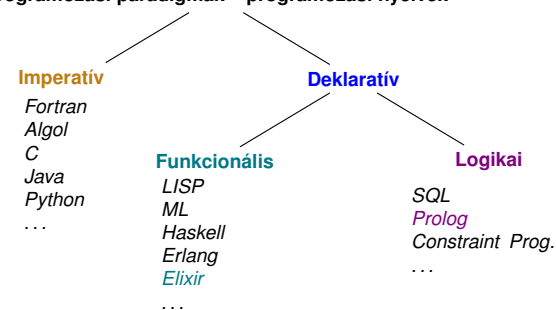 programozási paradigmák – programozási nyelvek
Imperatív
Fortran
Algol
C
Java
Python
...
Deklaratív
Funkcionális
LISP
ML
Haskell
Erlang
Elixir
...
Logikai
SQL
Prolog
Constraint Prog.
...